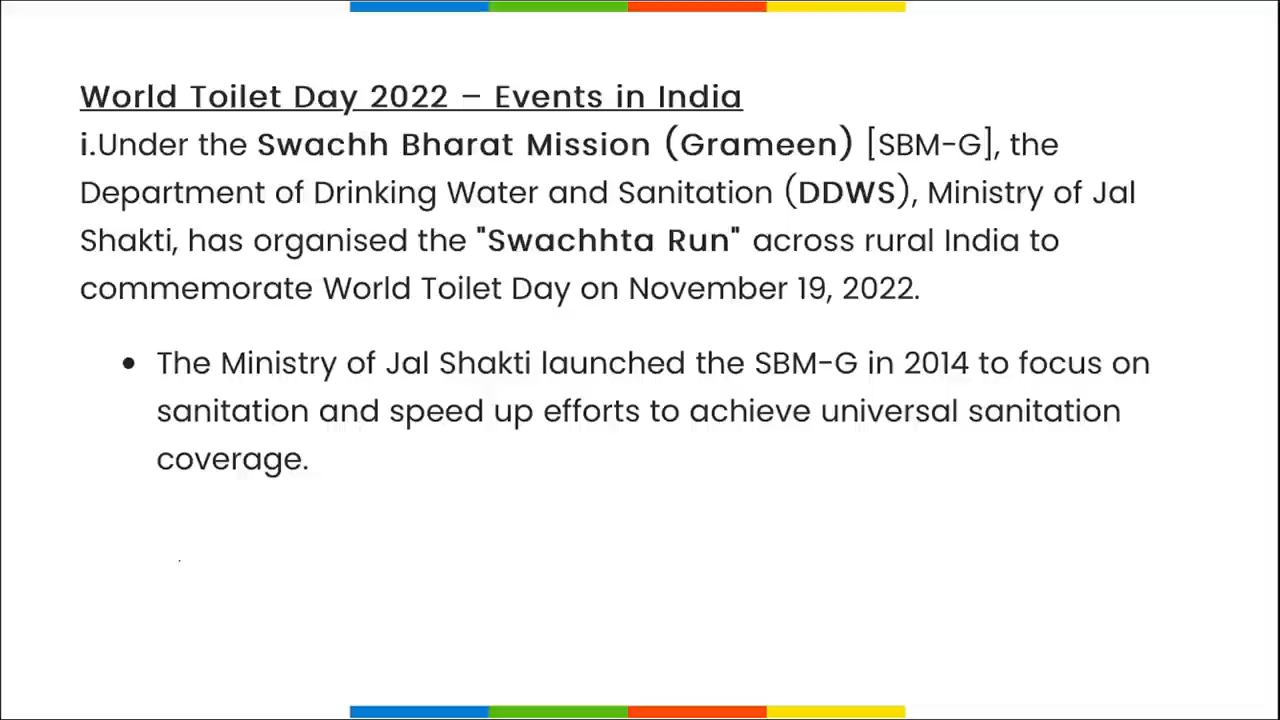 World Toilet Day 2022 – Events in India
i.Under the Swachh Bharat Mission (Grameen) [SBM-G], the
Department of Drinking Water and Sanitation (DDWS), Ministry of Jal
Shakti, has organised the "Swachhta Run" across rural India to
commemorate World Toilet Day on November 19, 2022.
• The Ministry of Jal Shakti launched the SBM-G in 2014 to focus on
sanitation and speed up efforts to achieve universal sanitation
coverage.